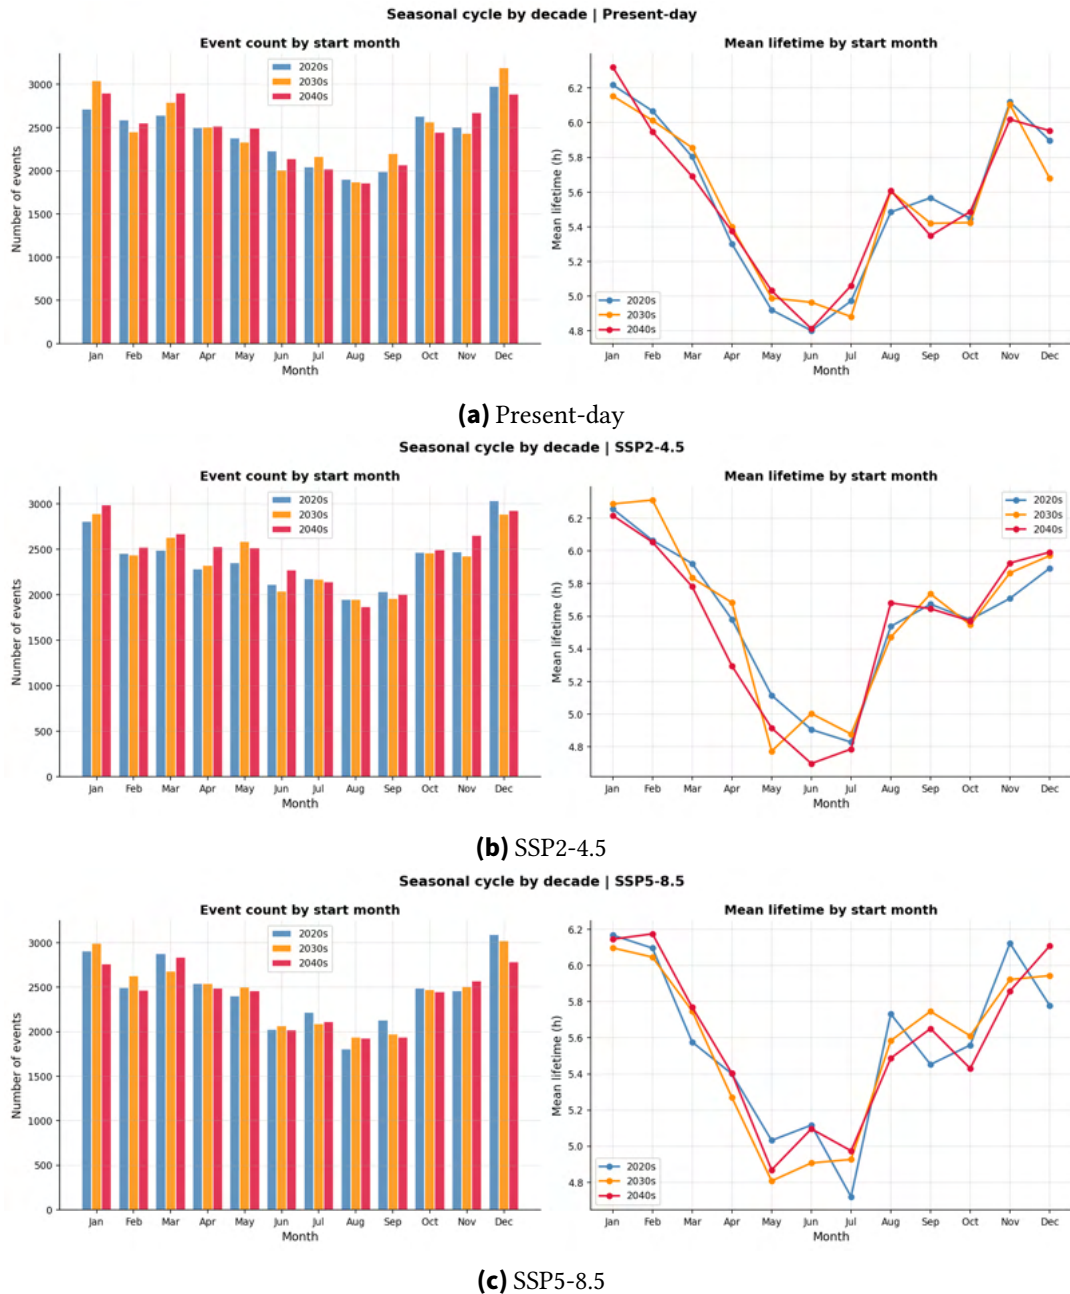 Seasonal cycle by decade | Present-day
Event count by start month
Mean lifetime by start month
Number of events
3000
2500
2000
1500
1000
500
0
2020s
2030s
2040s
Jan Feb Mar Apr May Jun Jul Aug Sep Oct Nov Dec
Month
Mean lifetime (h)
6.2
6.0
5.8
5.6
5.4
5.2
5.0
4.8
2020s
2030s
2040s
Jan Feb Mar Apr May Jun Jul Aug Sep Oct Nov Dec
Month
(a) Present-day
Seasonal cycle by decade | SSP2-4.5
Event count by start month
Mean lifetime by start month
Number of events
3000
2500
2000
1500
1000
500
0
2020s
2030s
2040s
Jan Feb Mar Apr May Jun Jul Aug Sep Oct Nov Dec
Month
Mean lifetime (h)
6.2
6.0
5.8
5.6
5.4
5.2
5.0
4.8
2020s
2030s
2040s
Jan Feb Mar Apr May Jun Jul Aug Sep Oct Nov Dec
Month
(b) SSP2-4.5
Seasonal cycle by decade | SSP5-8.5
Event count by start month
Mean lifetime by start month
Number of events
3000
2500
2000
1500
1000
500
0
2020s
2030s
2040s
Jan Feb Mar Apr May Jun Jul Aug Sep Oct Nov Dec
Month
Mean lifetime (h)
6.2
6.0
5.8
5.6
5.4
5.2
5.0
4.8
2020s
2030s
2040s
Jan Feb Mar Apr May Jun Jul Aug Sep Oct Nov Dec
Month
(c) SSP5-8.5